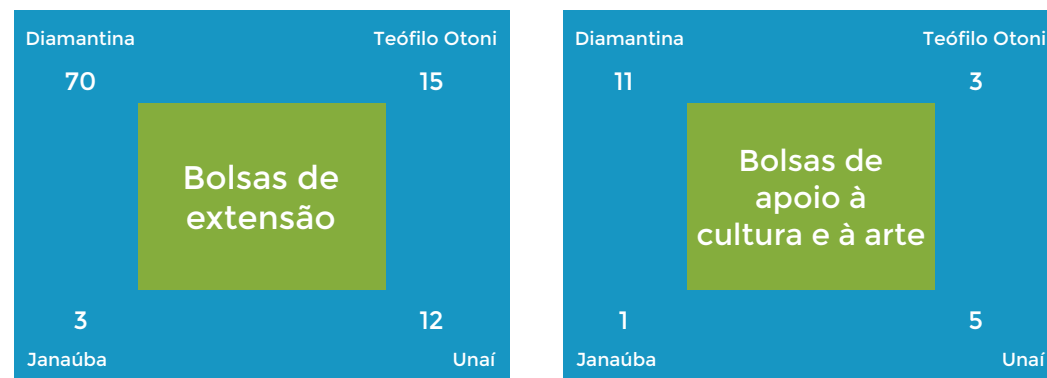 Diamantina Teófilo Otoni
70 15
Bolsas de
extensão
3 12
Janaúba Unaí
Diamantina Teófilo Otoni
11 3
Bolsas de
apoio à
cultura e à arte
1 5
Janaúba Unaí